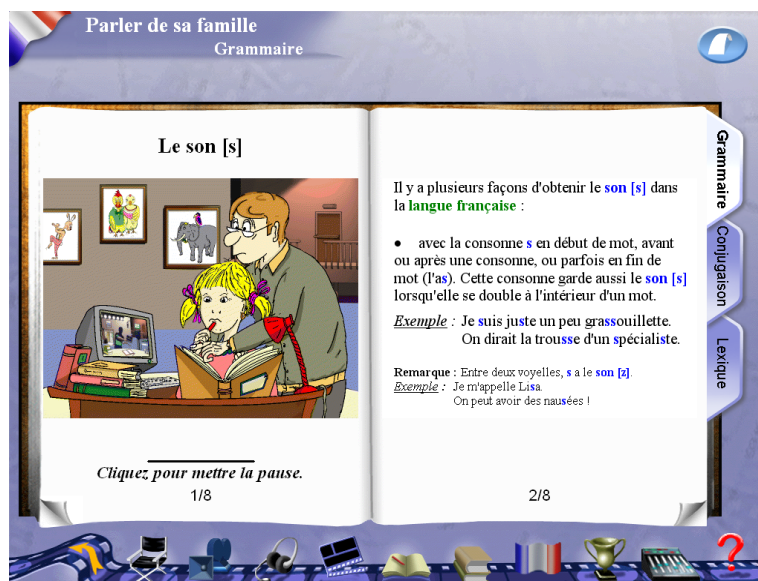 Parler de sa famille
Grammaire
Le son [s]
Cliquez pour mettre la pause.
1/8
Il y a plusieurs façons d'obtenir le son [s] dans
la langue française :
● avec la consonne s en début de mot, avant
ou après une consonne, ou parfois en fin de
mot (l'as). Cette consonne garde aussi le son [s]
lorsqu'elle se double à l'intérieur d'un mot.
Exemple : Je suis juste un peu grassouillette.
On dirait la trousse d'un spécialiste.
Remarque : Entre deux voyelles, s a le son [z].
Exemple : Je m'appelle Lisa.
On peut avoir des nausées !
2/8
Grammaire
Conjugaison
Lexique
?